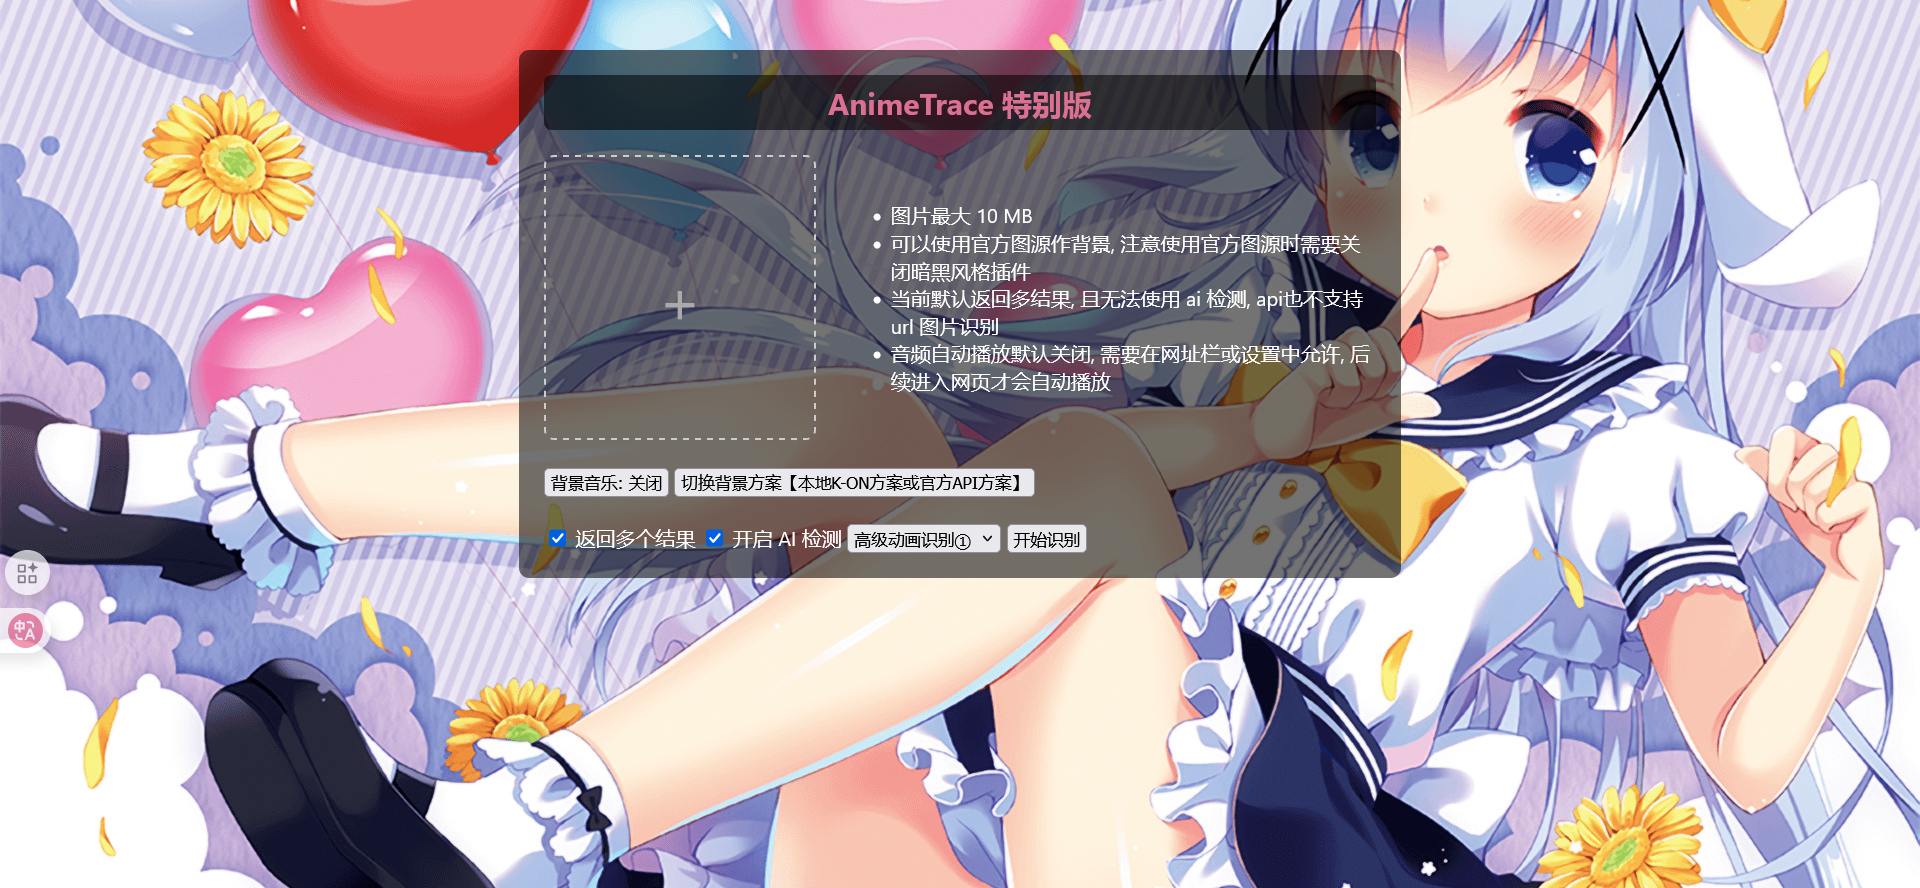 AnimeTrace 特别版
图片最大 10 MB
可以使用官方图源作背景, 注意使用官方图源时需要关
闭暗黑风格插件
当前默认返回多结果, 且无法使用 ai 检测, api也不支持
url 图片识别
音频自动播放默认关闭, 需要在网址栏或设置中允许, 后
续进入网页才会自动播放
背景音乐: 关闭 切换背景方案【本地K-ON方案或官方API方案】
返回多个结果 开启 AI 检测 高级动画识别① 开始识别
中 A